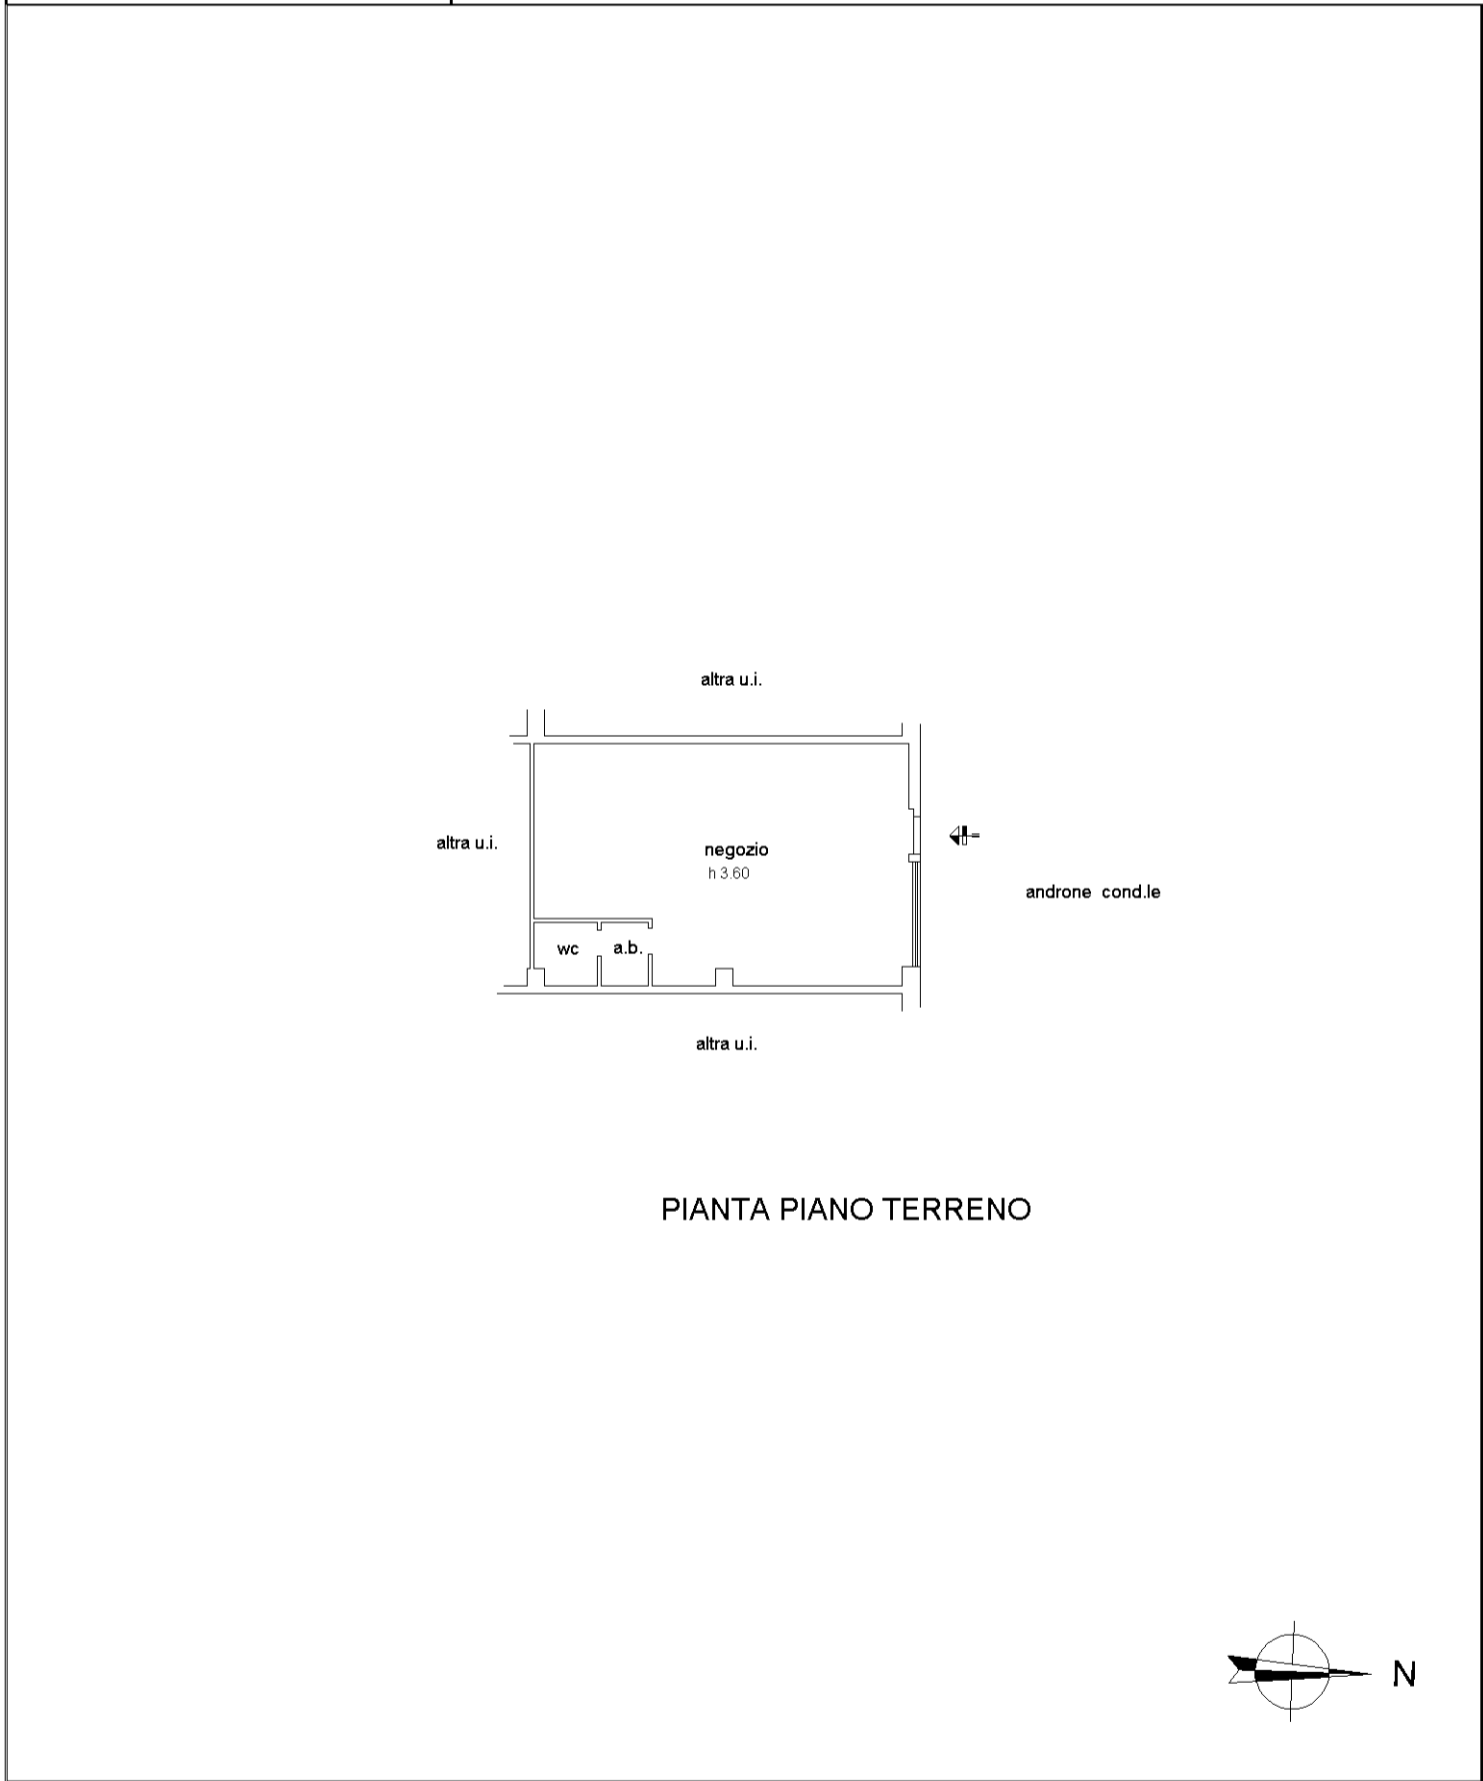 altra u.i.
altra u.i.
negozio
h 3.60
androne cond.le
wc
a.b.
altra u.i.
PIANTA PIANO TERRENO
N